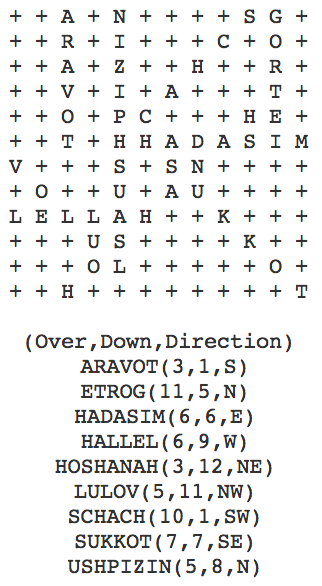 + + A + N + + + + S G +
+ + R + I + + + C + O +
+ + A + Z + + H + + R +
+ + V + I + A + + + T +
+ + O + P C + + + H E +
+ + T + H H A D A S I M
V + + + S + S N + + + +
+ O + + U + A U + + + +
L E L L A H + + K + + +
+ + + U S + + + + K + +
+ + + O L + + + + + O +
+ + H + + + + + + + + T
(Over,Down,Direction)
ARAVOT(3,1,S)
ETROG(11,5,N)
HADASIM(6,6,E)
HALLEL(6,9,W)
HOSHANAH(3,12,NE)
LULOV(5,11,NW)
SCHACH(10,1,SW)
SUKKOT(7,7,SE)
USHPIZIN(5,8,N)